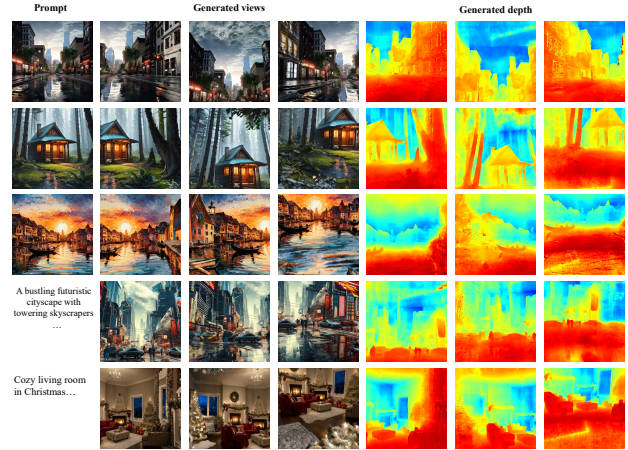 Prompt
Generated views
Generated depth
A bustling futuristic
cityscape with
towering skyscrapers
…
Cozy living room
in Christmas…